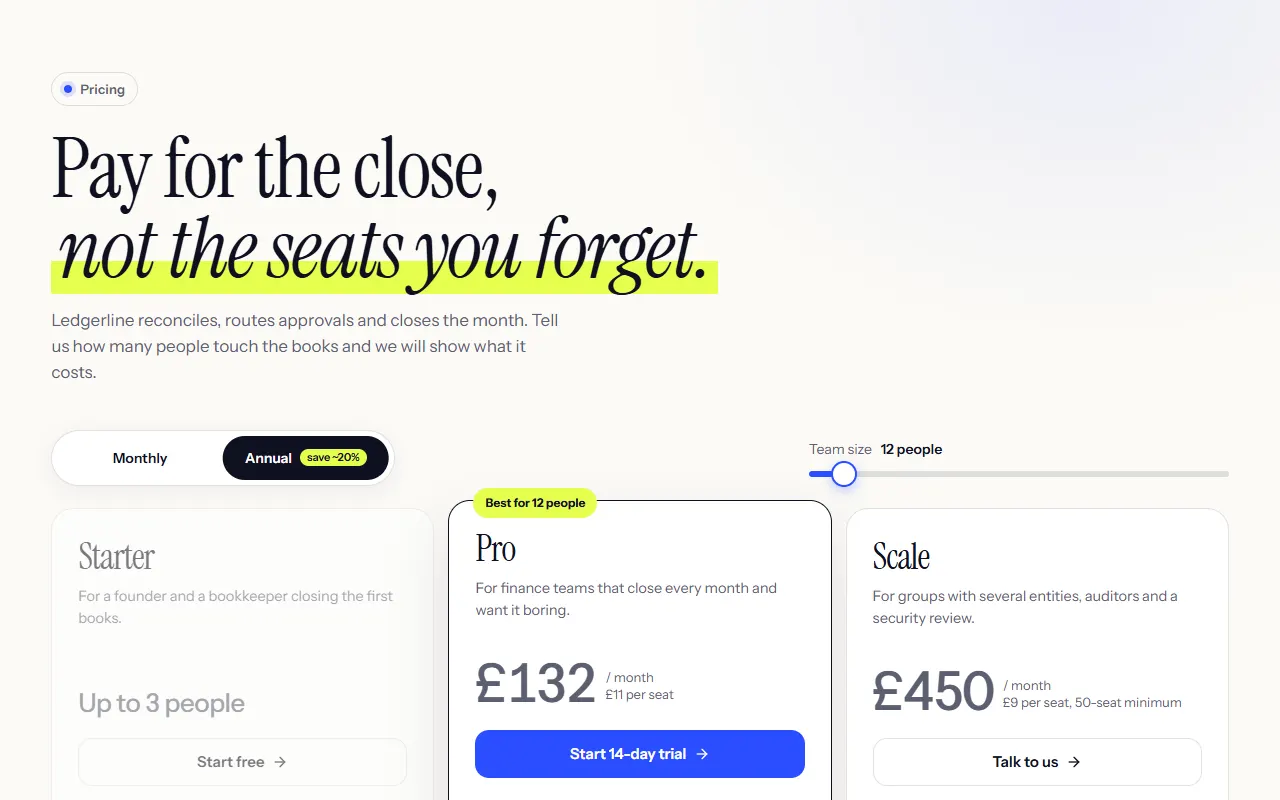 Pricing
Pay for the close,
not the seats you forget.
Ledgerline reconciles, routes approvals and closes the month. Tell
us how many people touch the books and we will show what it
costs.
Monthly
Annual save ~20%
Team size 12 people
Starter
For a founder and a bookkeeper closing the first
books.
Up to 3 people
Start free →
Best for 12 people
Pro
For finance teams that close every month and
want it boring.
£132 / month
£11 per seat
Start 14-day trial →
Scale
For groups with several entities, auditors and a
security review.
£450 / month
£9 per seat, 50-seat minimum
Talk to us →